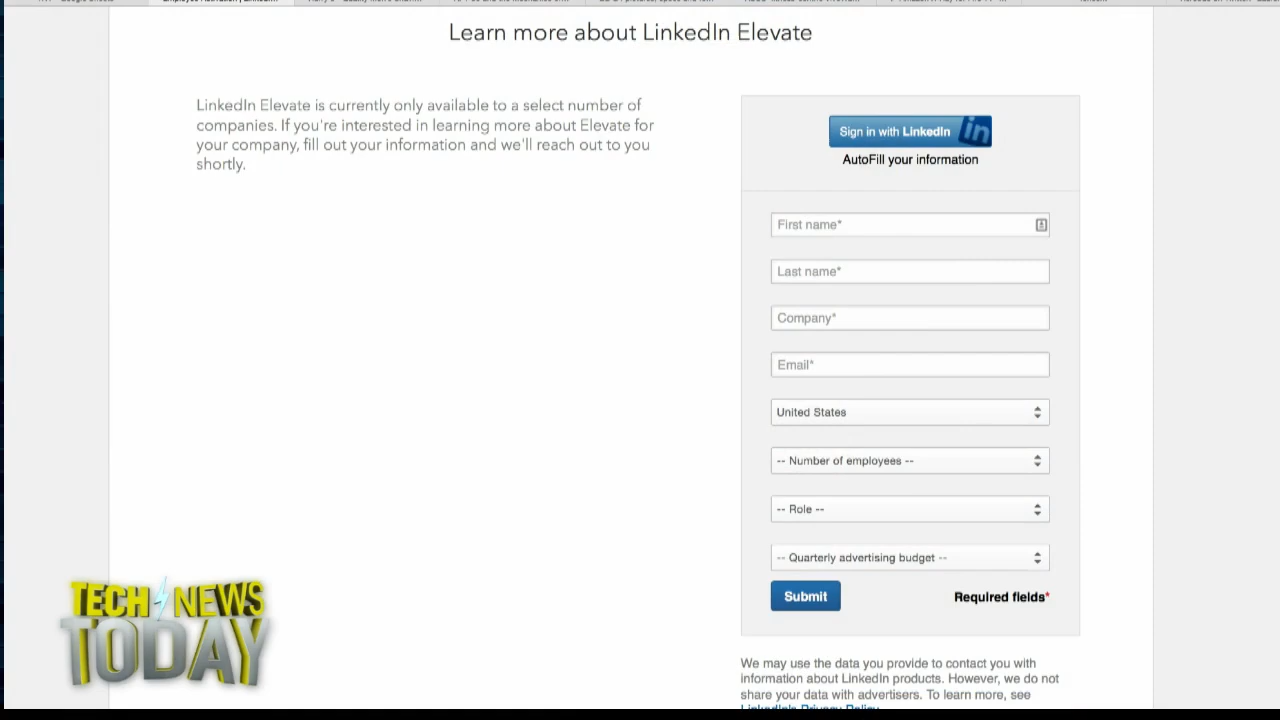 Learn more about LinkedIn Elevate
LinkedIn Elevate is currently only available to a select number of
companies. If you're interested in learning more about Elevate for
your company, fill out your information and we'll reach out to you
shortly.
Sign in with LinkedIn in
AutoFill your information
First name*
Last name*
Company*
Email*
United States
-- Number of employees --
-- Role --
-- Quarterly advertising budget --
Submit Required fields*
We may use the data you provide to contact you with
information about LinkedIn products. However, we do not
share your data with advertisers. To learn more, see
LinkedIn's Privacy Policy
TECH NEWS
TODAY